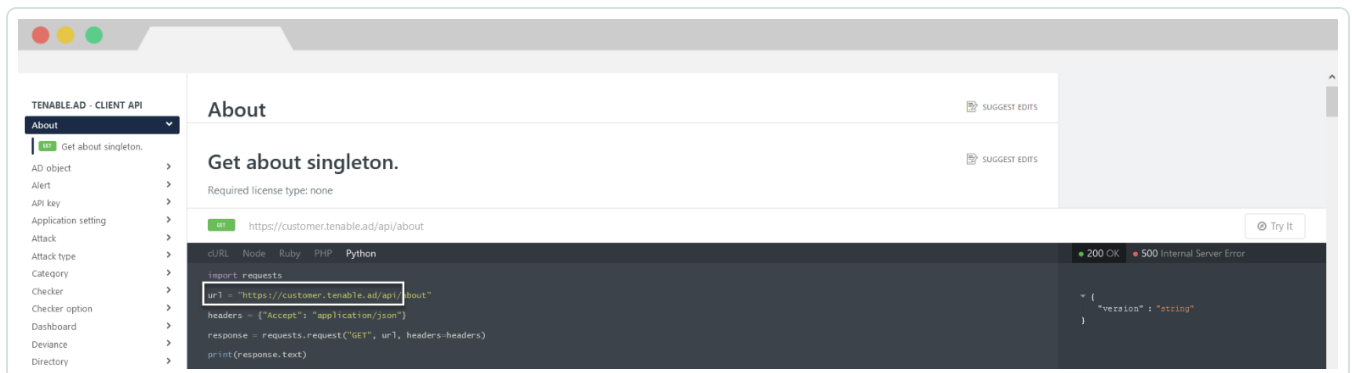 TENABLE.AD - CLIENT API
About
GET Get about singleton.
AD object
Alert
API key
Application setting
Attack
Attack type
Category
Checker
Checker option
Dashboard
Deviance
Directory
About
SUGGEST EDITS
Get about singleton.
SUGGEST EDITS
Required license type: none
GET https://customer.tenable.ad/api/about
Try It
cURL Node Ruby PHP Python
import requests
url = "https://customer.tenable.ad/api/about"
headers = {"Accept": "application/json"}
response = requests.request("GET", url, headers=headers)
print(response.text)
200 OK 500 Internal Server Error
{
"version" : "string"
}